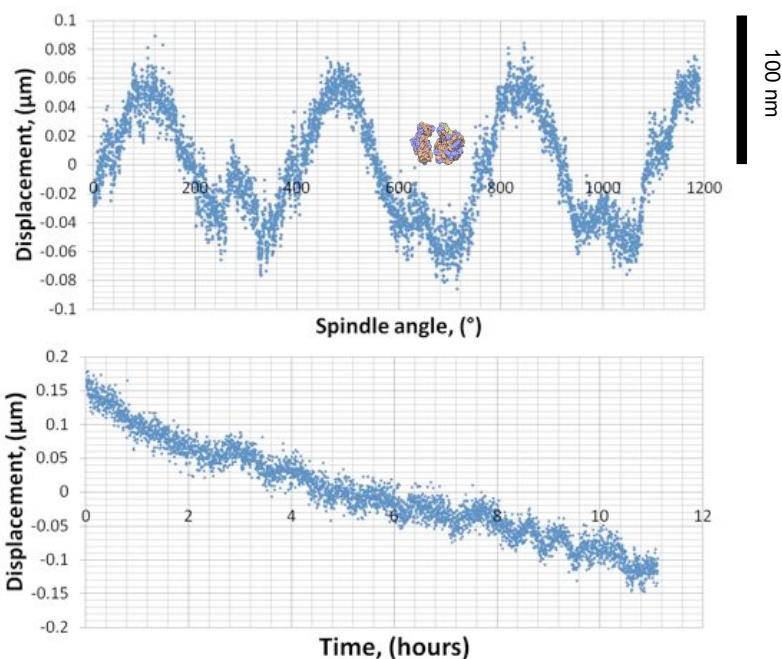 0.1
0.08
0.06
0.04
0.02
0
-0.02
-0.04
-0.06
-0.08
-0.1
0 200 400 600 800 1000 1200
Displacement, (μm)
Spindle angle, (°)
100 nm
0.2
0.15
0.1
0.05
0
-0.05
-0.1
-0.15
-0.2
0 2 4 6 8 10 12
Displacement, (μm)
Time, (hours)